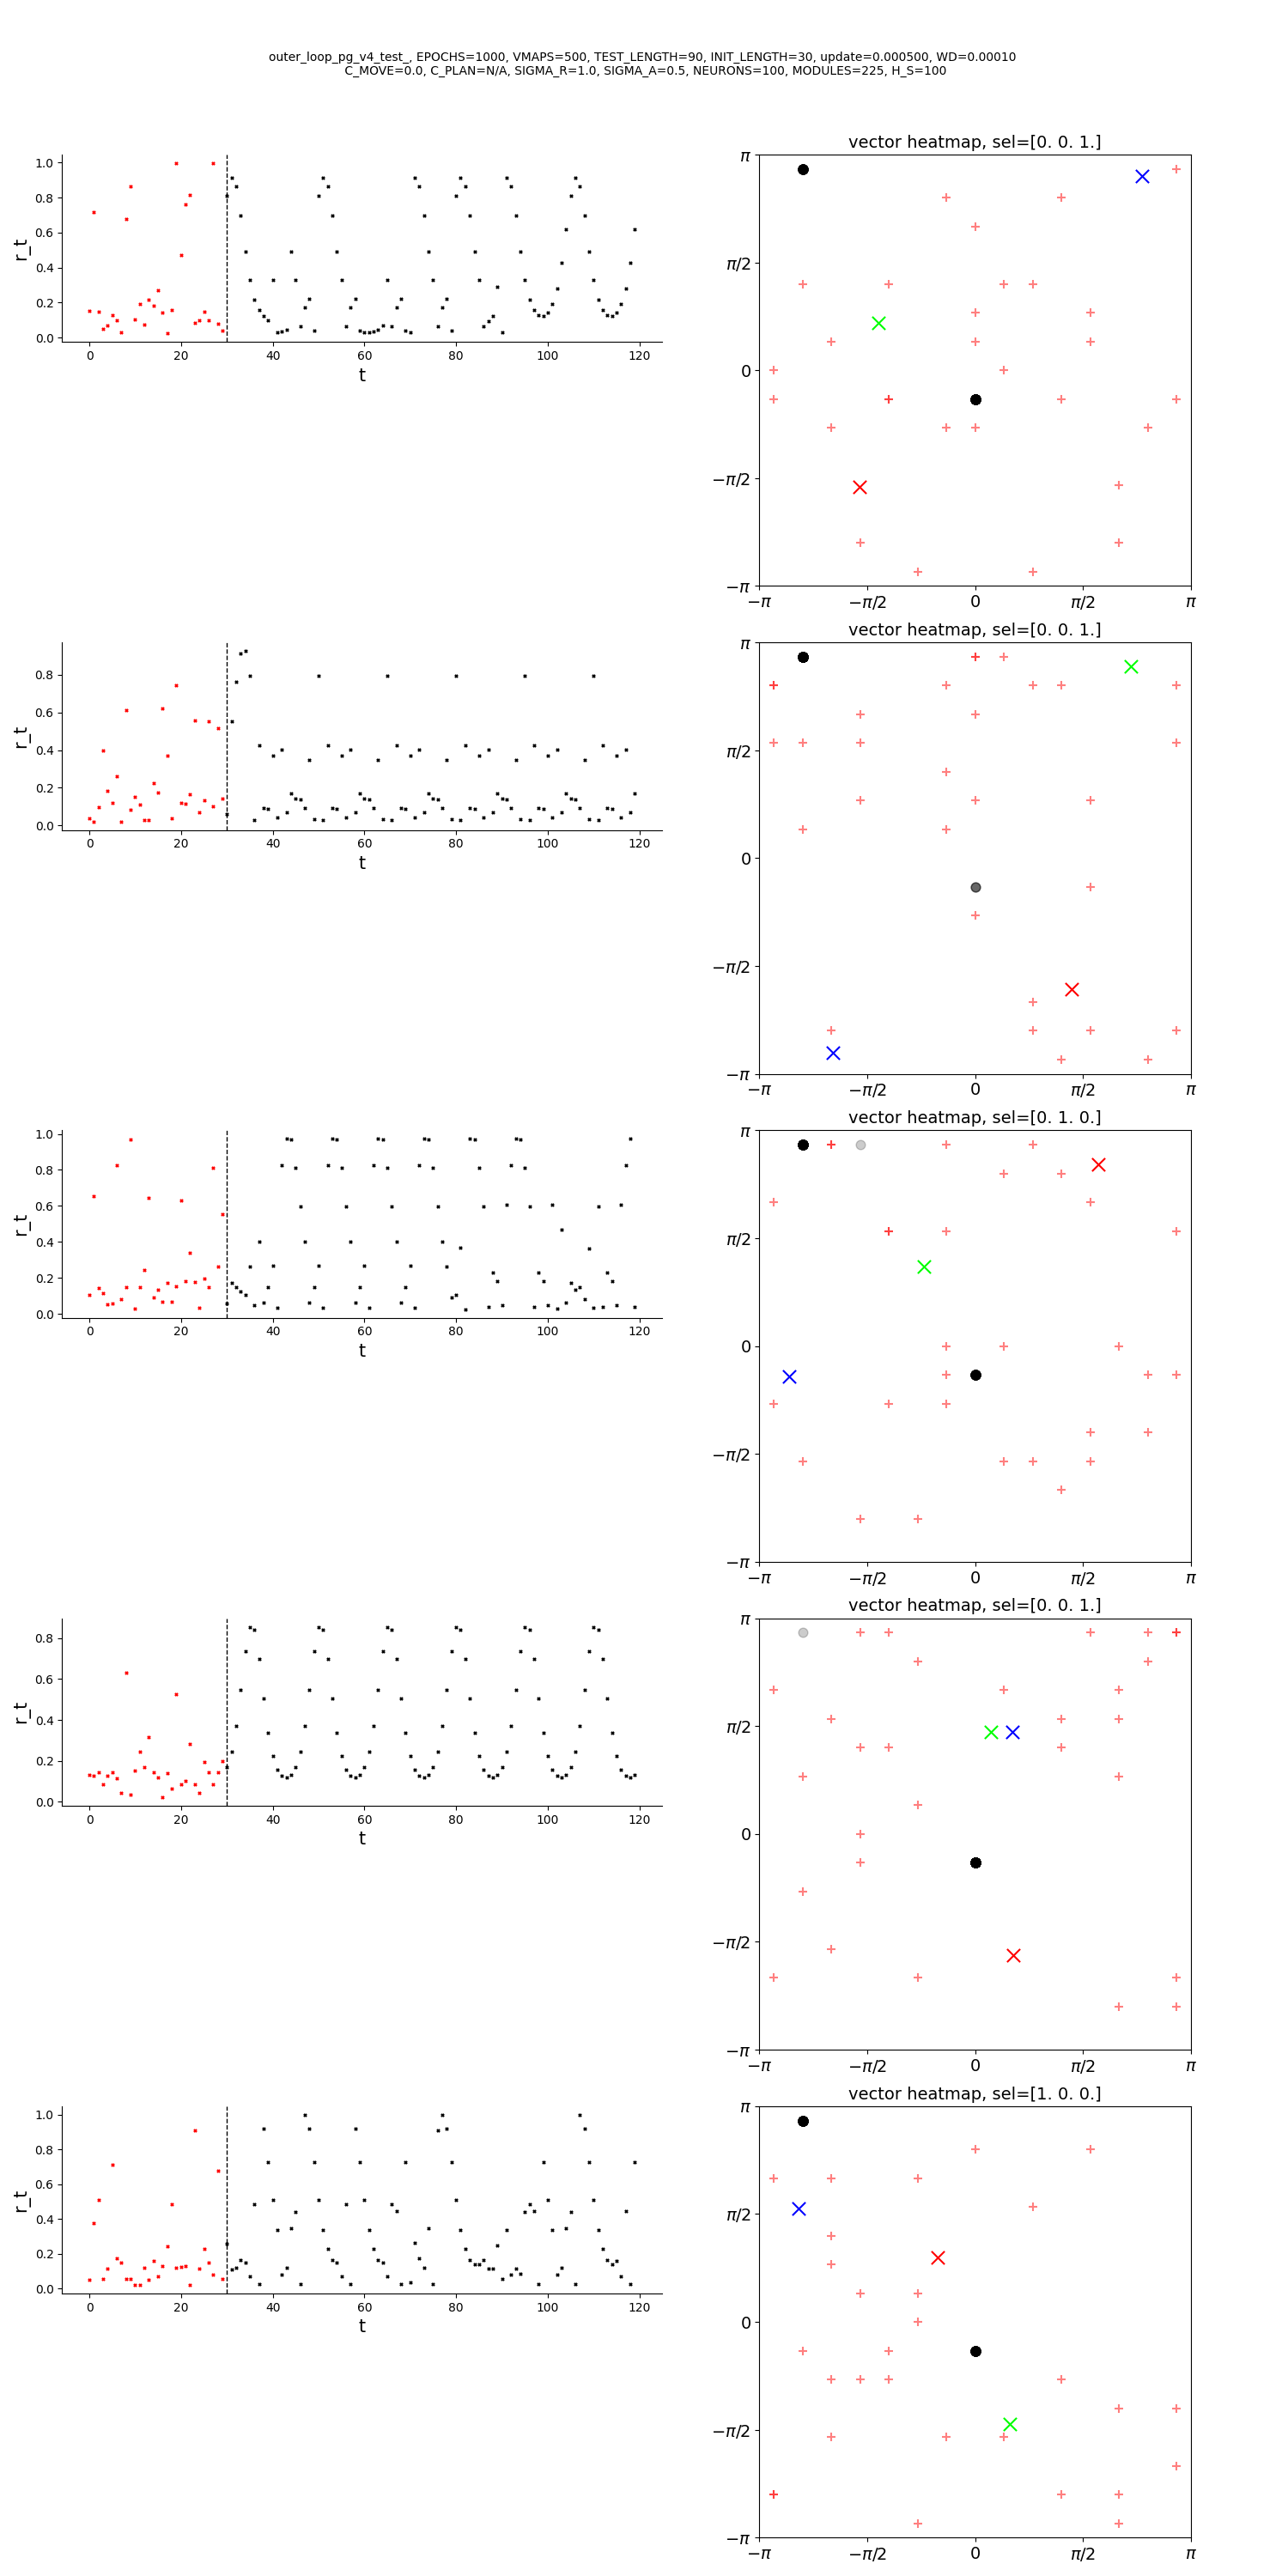 outer_loop_pg_v4_test_, EPOCHS=1000, VMAPS=500, TEST_LENGTH=90, INIT_LENGTH=30, update=0.000500, WD=0.00010
C_MOVE=0.0, C_PLAN=N/A, SIGMA_R=1.0, SIGMA_A=0.5, NEURONS=100, MODULES=225, H_S=100
1.0
0.8
0.6
0.4
0.2
0.0
r_t
0 20 40 60 80 100 120
t
vector heatmap, sel=[0. 0. 1.]
π
π/2
0
−π/2
−π
−π −π/2 0 π/2 π
0.8
0.6
0.4
0.2
0.0
r_t
0 20 40 60 80 100 120
t
vector heatmap, sel=[0. 0. 1.]
π
π/2
0
−π/2
−π
−π −π/2 0 π/2 π
1.0
0.8
0.6
0.4
0.2
0.0
r_t
0 20 40 60 80 100 120
t
vector heatmap, sel=[0. 1. 0.]
π
π/2
0
−π/2
−π
−π −π/2 0 π/2 π
0.8
0.6
0.4
0.2
0.0
r_t
0 20 40 60 80 100 120
t
vector heatmap, sel=[0. 0. 1.]
π
π/2
0
−π/2
−π
−π −π/2 0 π/2 π
1.0
0.8
0.6
0.4
0.2
0.0
r_t
0 20 40 60 80 100 120
t
vector heatmap, sel=[1. 0. 0.]
π
π/2
0
−π/2
−π
−π −π/2 0 π/2 π